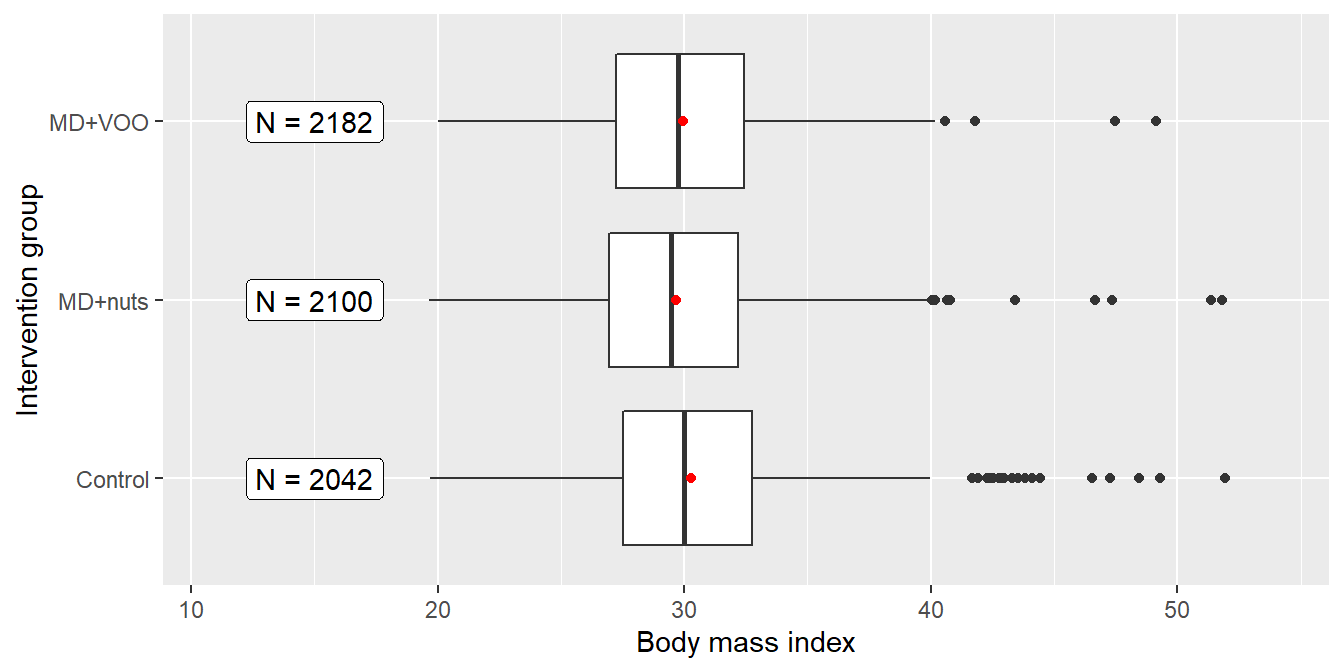 Intervention group
MD+VOO
N = 2182
MD+nuts
N = 2100
Control
N = 2042
10 20 30 40 50
Body mass index